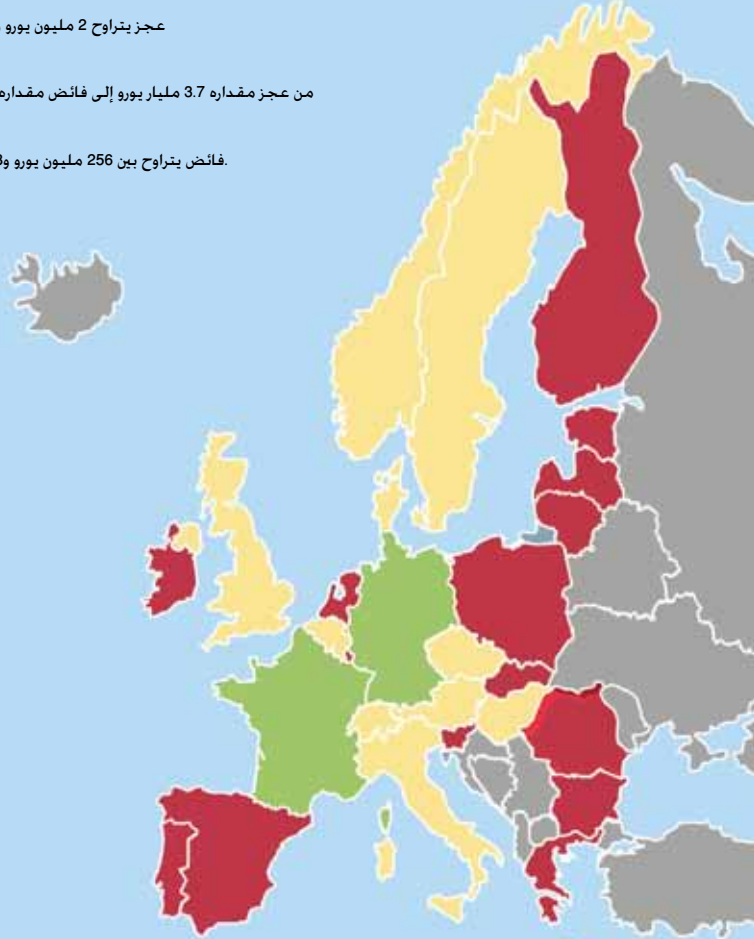 عجز يتراوح 2 مليون يورو
من عجز مقداره 3.7 مليار يورو إلى فائض مقداره
فائض يتراوح بين 256 مليون يورو و3.